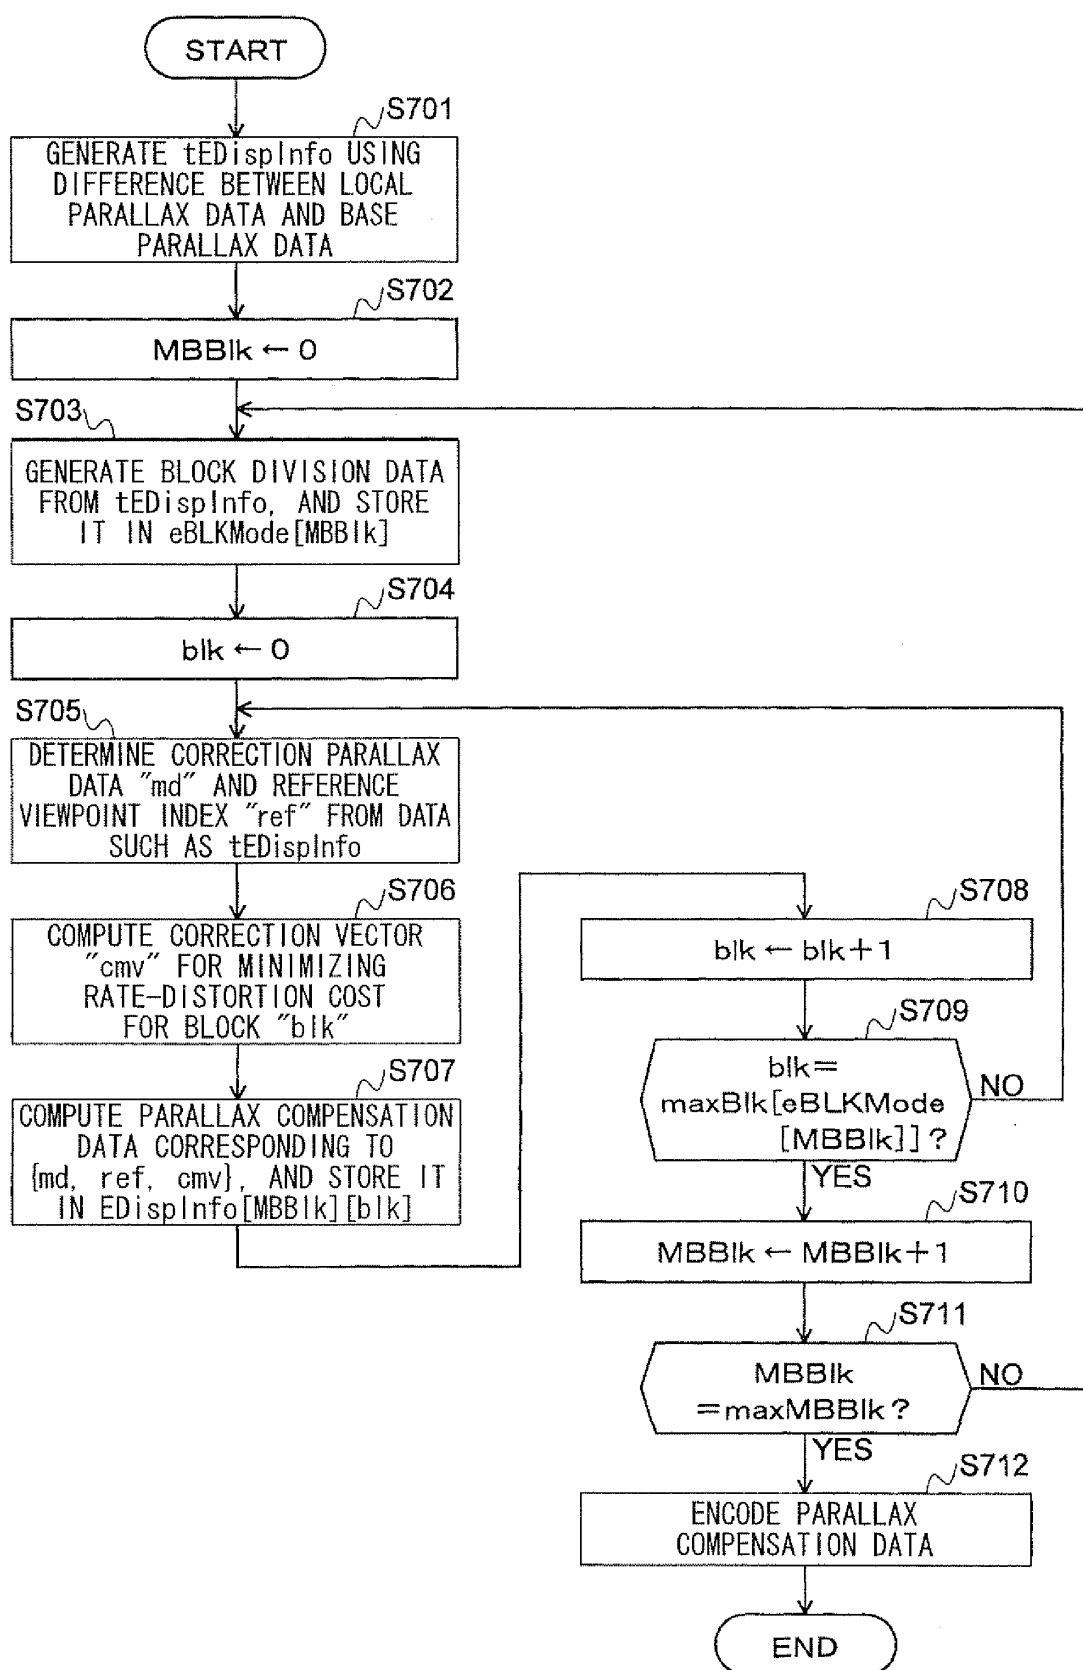 START
S701
GENERATE tEDispInfo USING
DIFFERENCE BETWEEN LOCAL
PARALLAX DATA AND BASE
PARALLAX DATA
S702
MBBlk ← 0
S703
GENERATE BLOCK DIVISION DATA
FROM tEDispInfo, AND STORE
IT IN eBLKMode[MBBlk]
S704
blk ← 0
S705
DETERMINE CORRECTION PARALLAX
DATA "md" AND REFERENCE
VIEWPOINT INDEX "ref" FROM DATA
SUCH AS tEDispInfo
S706
COMPUTE CORRECTION VECTOR
"cmv" FOR MINIMIZING
RATE-DISTORTION COST
FOR BLOCK "blk"
S707
COMPUTE PARALLAX COMPENSATION
DATA CORRESPONDING TO
{md, ref, cmv}, AND STORE IT
IN EDispInfo[MBBlk][blk]
S708
blk ← blk+1
S709
blk=
maxBlk[eBLKMode
[MBBlk]]?
NO
YES
S710
MBBlk ← MBBlk+1
S711
MBBlk
=maxMBBlk?
NO
YES
S712
ENCODE PARALLAX
COMPENSATION DATA
END